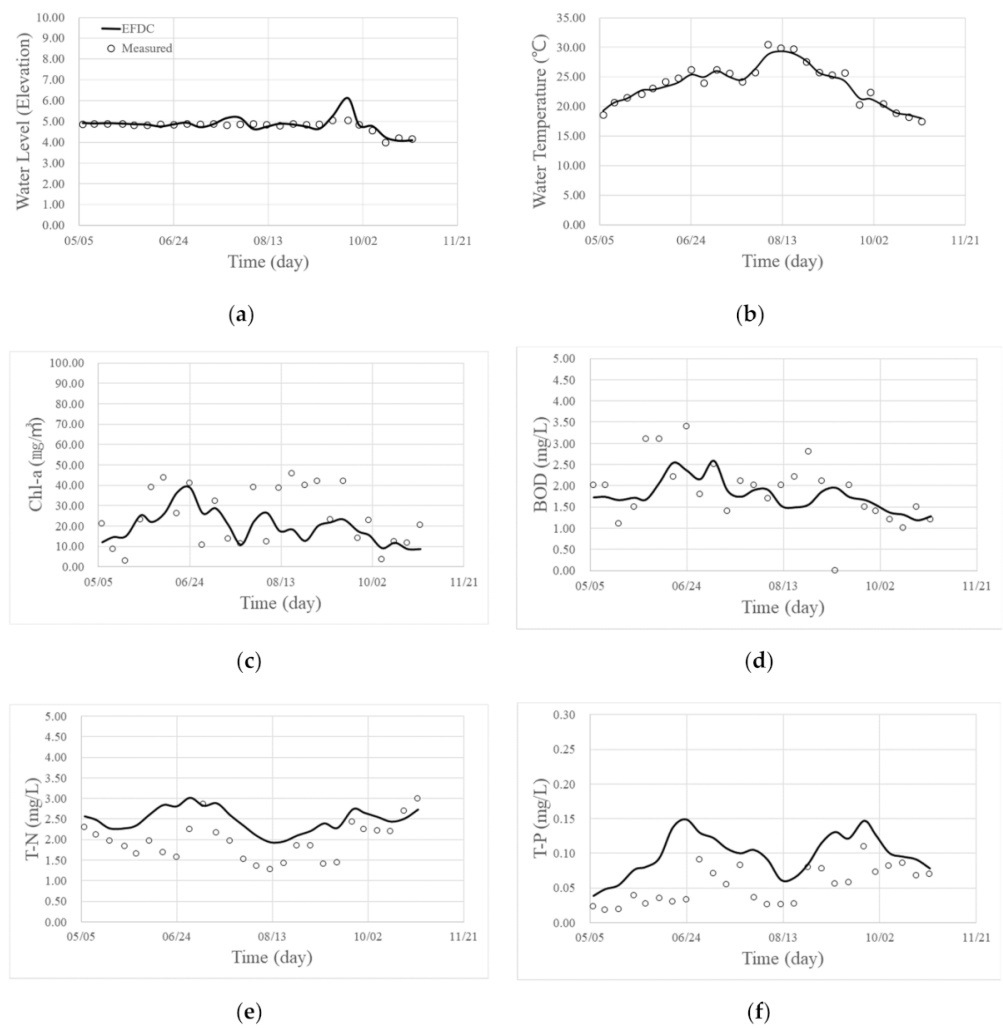 10.00
9.00
8.00
7.00
6.00
5.00
4.00
3.00
2.00
1.00
0.00
Water Level (Elevation)
EFDC
Measured
05/05 06/24 08/13 10/02 11/21
Time (day)
(a)
35.00
30.00
25.00
20.00
15.00
10.00
5.00
0.00
Water Temperature (℃)
05/05 06/24 08/13 10/02 11/21
Time (day)
(b)
100.00
90.00
80.00
70.00
60.00
50.00
40.00
30.00
20.00
10.00
0.00
Chl-a (㎎/㎥)
05/05 06/24 08/13 10/02 11/21
Time (day)
(c)
5.00
4.50
4.00
3.50
3.00
2.50
2.00
1.50
1.00
0.50
0.00
BOD (mg/L)
05/05 06/24 08/13 10/02 11/21
Time (day)
(d)
5.00
4.50
4.00
3.50
3.00
2.50
2.00
1.50
1.00
0.50
0.00
T-N (mg/L)
05/05 06/24 08/13 10/02 11/21
Time (day)
(e)
0.30
0.25
0.20
0.15
0.10
0.05
0.00
T-P (mg/L)
05/05 06/24 08/13 10/02 11/21
Time (day)
(f)